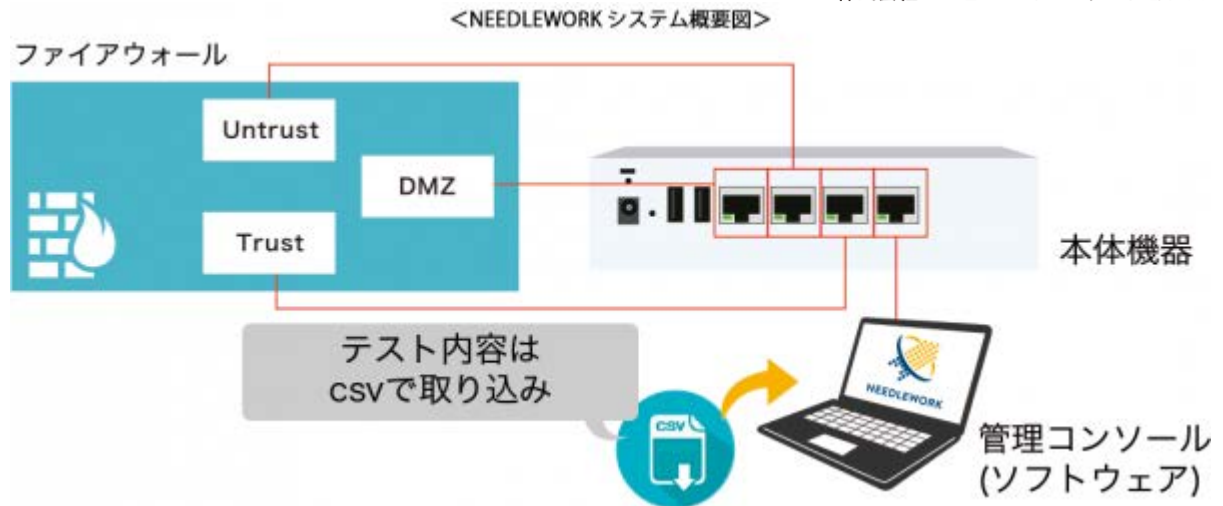 <NEEDLEWORK システム概要図>
ファイアウォール
Untrust
DMZ
Trust
本体機器
テスト内容は
csvで取り込み
CSV
NEEDLEWORK
管理コンソール
(ソフトウェア)